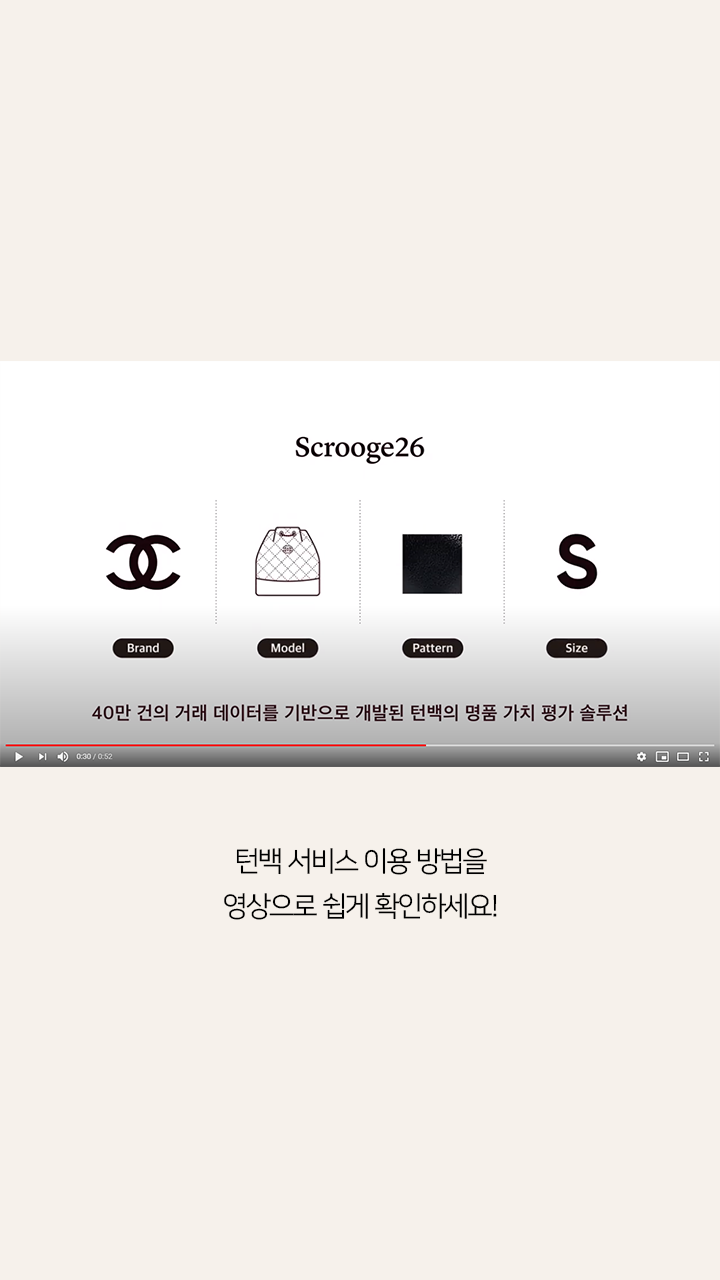 Scrooge26
S
Brand
Model
Pattern
Size
40만 건의 거래 데이터를 기반으로 개발된 턴백의 명품 가치 평가 솔루션
0:30 / 0:52
턴백 서비스 이용 방법을
영상으로 쉽게 확인하세요!